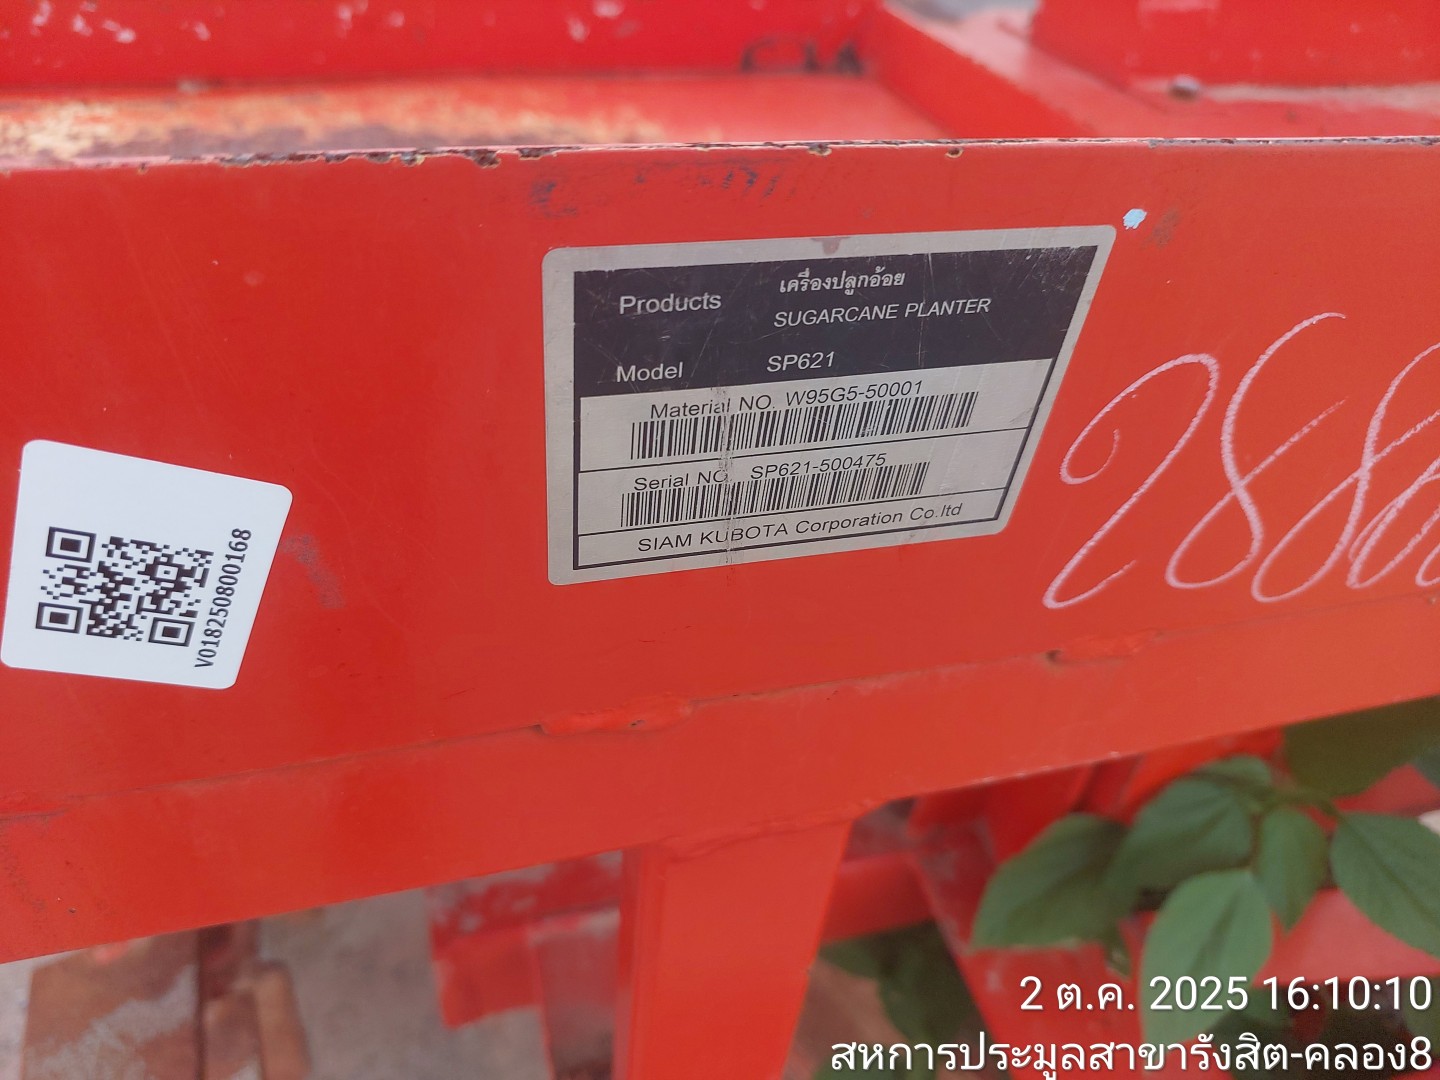 Products เครื่องปลูกอ้อย
SUGARCANE PLANTER
Model SP621
Material NO. W95G5-50001
Serial NO. SP621-500475
SIAM KUBOTA Corporation Co.ltd
V018250800168
2 ต.ค. 2025 16:10:10
สหการประมูลสาขารังสิต-คลอง8